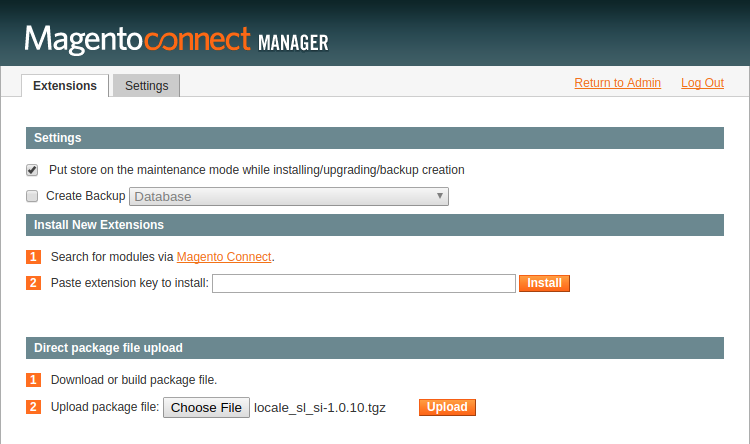 Magentoconnect MANAGER
Extensions Settings Return to Admin Log Out
Settings
Put store on the maintenance mode while installing/upgrading/backup creation
Create Backup Database
Install New Extensions
1 Search for modules via Magento Connect.
2 Paste extension key to install: Install
Direct package file upload
1 Download or build package file.
2 Upload package file: Choose File locale_sl_si-1.0.10.tgz Upload